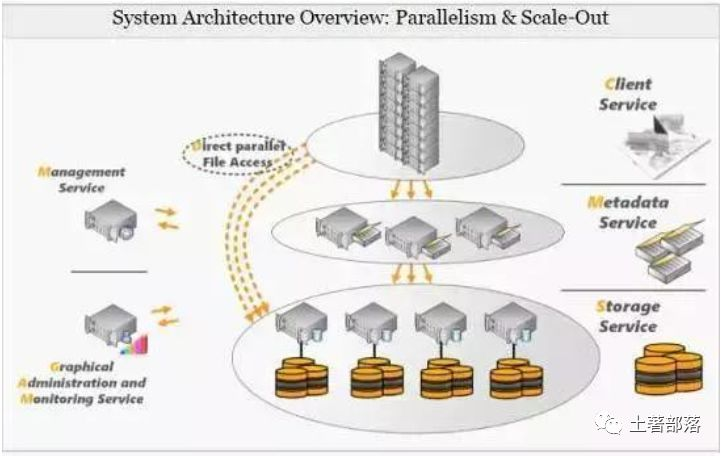 System Architecture Overview: Parallelism & Scale-Out
Direct parallel
File Access
Management
Service
Graphical
Administration and
Monitoring Service
Client
Service
Metadata
Service
Storage
Service
土著部落